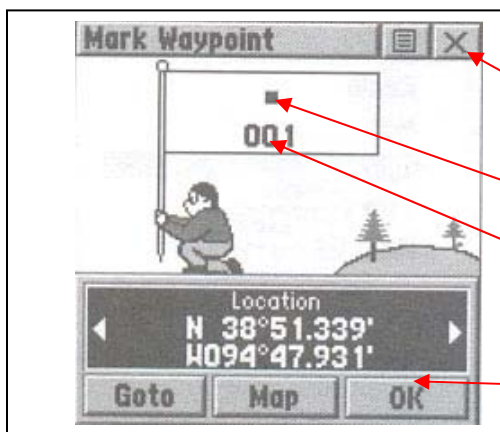 Mark Waypoint
001
Location
N 38°51.339'
W094°47.931'
Goto Map OK